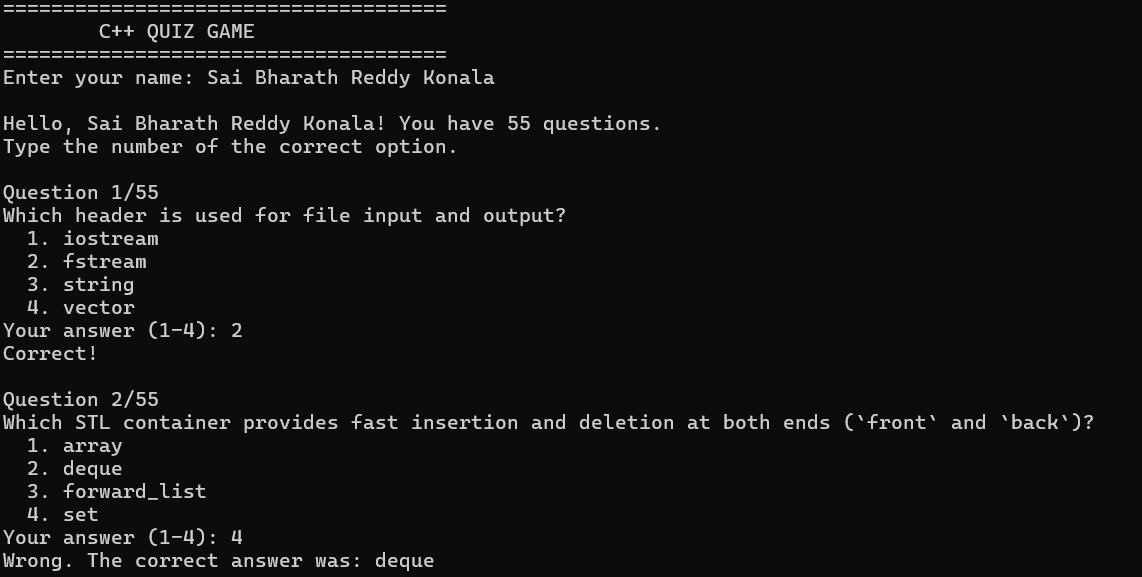 =====================================
        C++ QUIZ GAME
=====================================
Enter your name: Sai Bharath Reddy Konala

Hello, Sai Bharath Reddy Konala! You have 55 questions.
Type the number of the correct option.

Question 1/55
Which header is used for file input and output?
  1. iostream
  2. fstream
  3. string
  4. vector
Your answer (1-4): 2
Correct!

Question 2/55
Which STL container provides fast insertion and deletion at both ends (`front` and `back`)?
  1. array
  2. deque
  3. forward_list
  4. set
Your answer (1-4): 4
Wrong. The correct answer was: deque